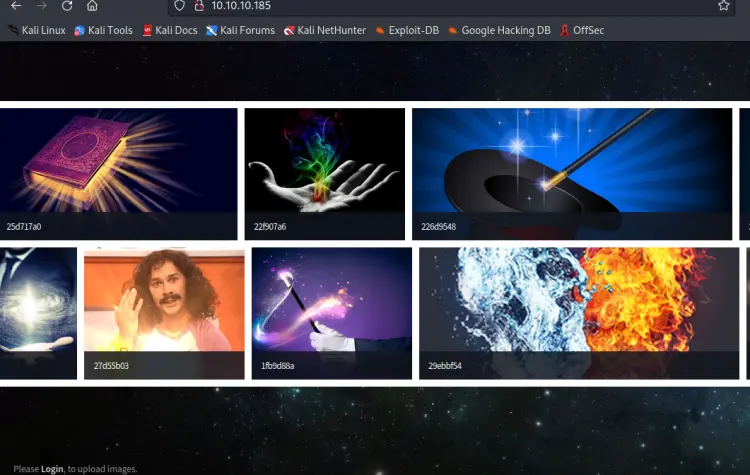 10.10.10.185
Kali Linux Kali Tools Kali Docs Kali Forums Kali NetHunter Exploit-DB Google Hacking DB OffSec
25d717a0 22f907a6 226d9548
27d55b03 1fb9d88a 29ebbf54
Please Login, to upload images.